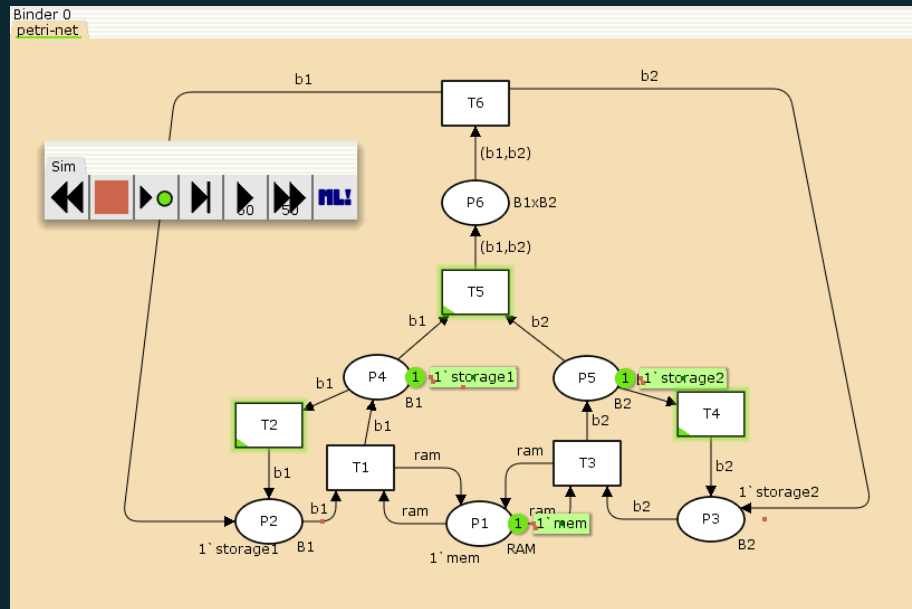 Binder 0
petri-net
b1
b2
T6
(b1,b2)
Sim
50
ML!
P6
B1xB2
(b1,b2)
T5
b1
b2
P4
1
1`storage1
B1
P5
1
1`storage2
B2
b1
b2
T2
T4
b1
b2
T1
ram
ram
T3
b1
b2
1`storage2
b1
P2
ram
P1
1
ram
1`mem
b2
P3
1`storage1
B1
1`mem
RAM
B2